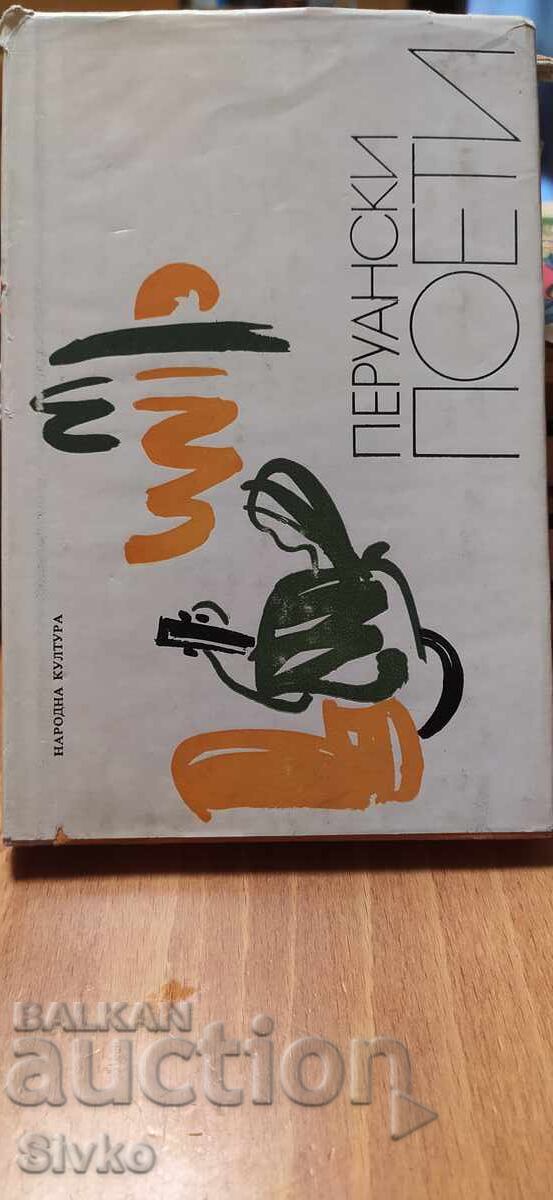 ПЕРУАНСКИ
ПОЕТИ
НАРОДНА КУЛТУРА
BALKAN
auction
Sivko